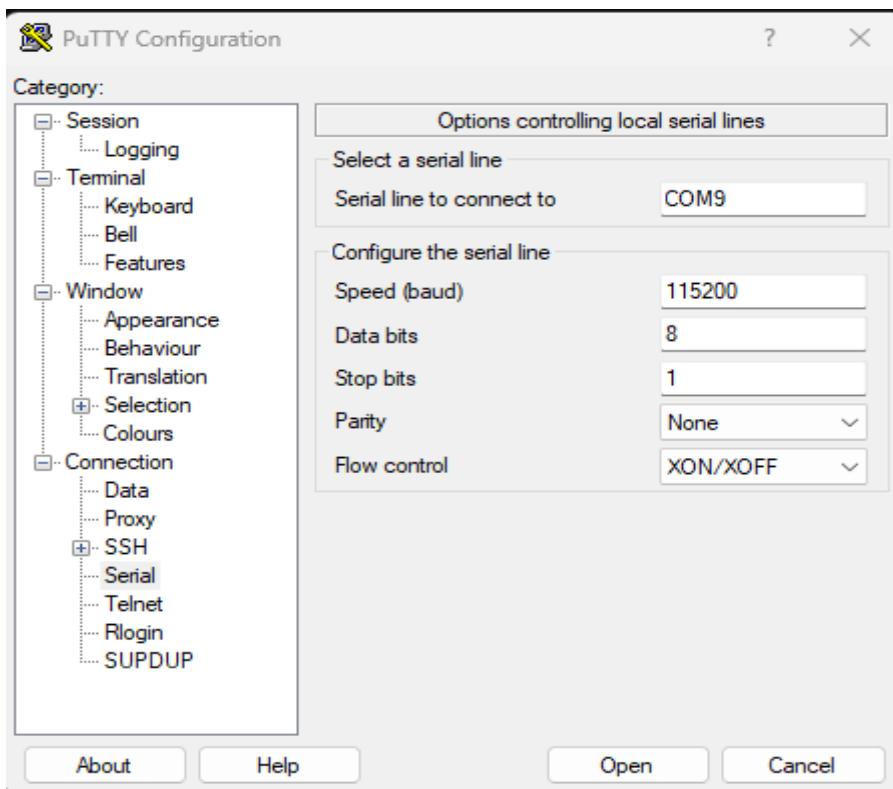 PuTTY Configuration
?
Category:
Session
Logging
Terminal
Keyboard
Bell
Features
Window
Appearance
Behaviour
Translation
Selection
Colours
Connection
Data
Proxy
SSH
Serial
Telnet
Rlogin
SUPDUP
Options controlling local serial lines
Select a serial line
Serial line to connect to COM9
Configure the serial line
Speed (baud) 115200
Data bits 8
Stop bits 1
Parity None
Flow control XON/XOFF
About Help Open Cancel